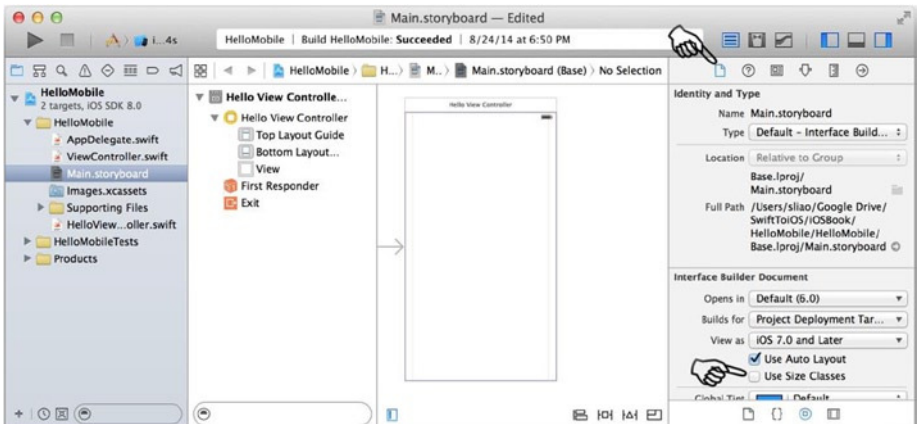 Main.storyboard — Edited
i...4s
HelloMobile | Build HelloMobile: Succeeded | 8/24/14 at 6:50 PM
HelloMobile
H...
M...
Main.storyboard (Base)
No Selection
HelloMobile
2 targets, iOS SDK 8.0
HelloMobile
AppDelegate.swift
ViewController.swift
Main.storyboard
Images.xcassets
Supporting Files
HelloView...oller.swift
HelloMobileTests
Products
Hello View Controlle...
Hello View Controller
Top Layout Guide
Bottom Layout...
View
First Responder
Exit
Hello View Controller
Identity and Type
Name Main.storyboard
Type Default - Interface Build...
Location Relative to Group
Base.lproj/
Main.storyboard
Full Path /Users/sliao/Google Drive/
SwiftToiOS/iOSBook/
HelloMobile/HelloMobile/
Base.lproj/Main.storyboard
Interface Builder Document
Opens in Default (6.0)
Builds for Project Deployment Tar...
View as iOS 7.0 and Later
Use Auto Layout
Use Size Classes
Global Tint Default